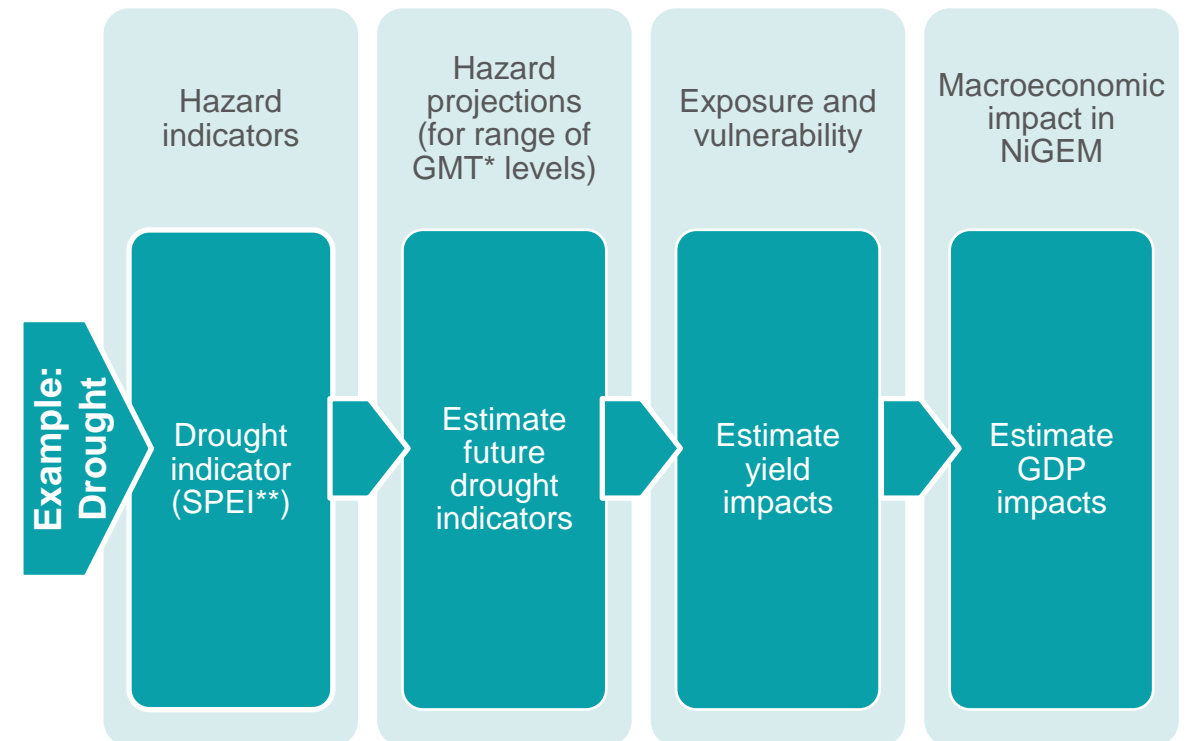 Hazard
indicators
Hazard
projections
(for range of
GMT* levels)
Exposure and
vulnerability
Macroeconomic
impact in
NiGEM
Example:
Drought
Drought
indicator
(SPEI**)
Estimate
future
drought
indicators
Estimate
yield
impacts
Estimate
GDP
impacts